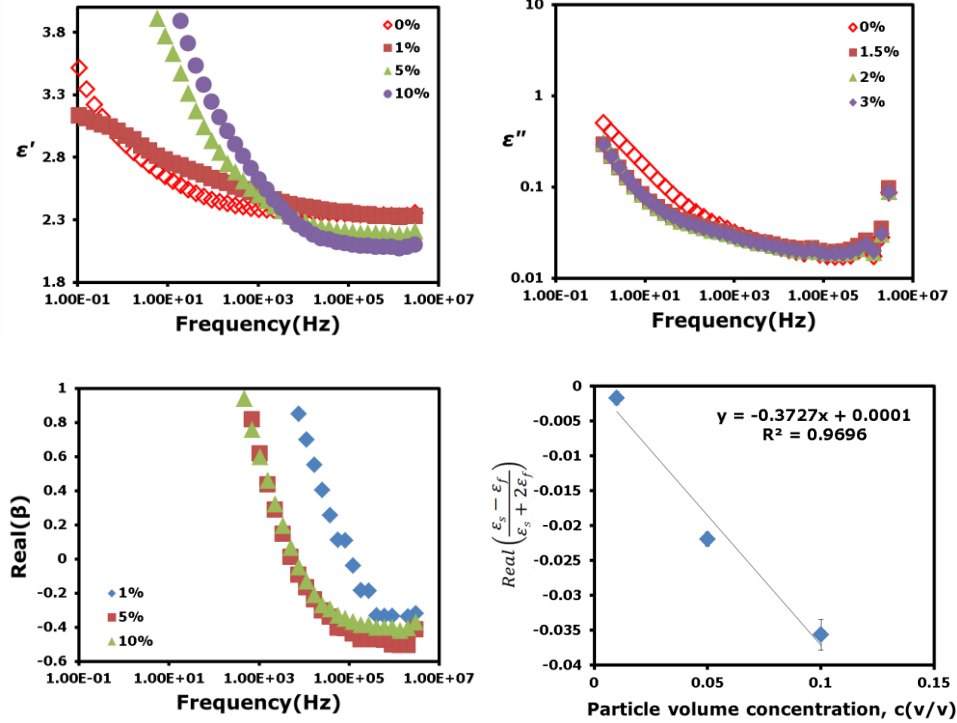 3.8
3.3
2.8
2.3
1.8
ε′
0%
1%
5%
10%
1.00E-01
1.00E+01
1.00E+03
1.00E+05
1.00E+07
Frequency(Hz)
10
1
0.1
0.01
ε″
0%
1.5%
2%
3%
1.00E-01
1.00E+01
1.00E+03
1.00E+05
1.00E+07
Frequency(Hz)
1
0.8
0.6
0.4
0.2
0
-0.2
-0.4
-0.6
Real(β)
1%
5%
10%
1.00E-01
1.00E+01
1.00E+03
1.00E+05
1.00E+07
Frequency(Hz)
0
-0.005
-0.01
-0.015
-0.02
-0.025
-0.03
-0.035
-0.04
Real(εs − εf / εs + 2εf)
y = -0.3727x + 0.0001
R² = 0.9696
0
0.05
0.1
0.15
Particle volume concentration, c(v/v)